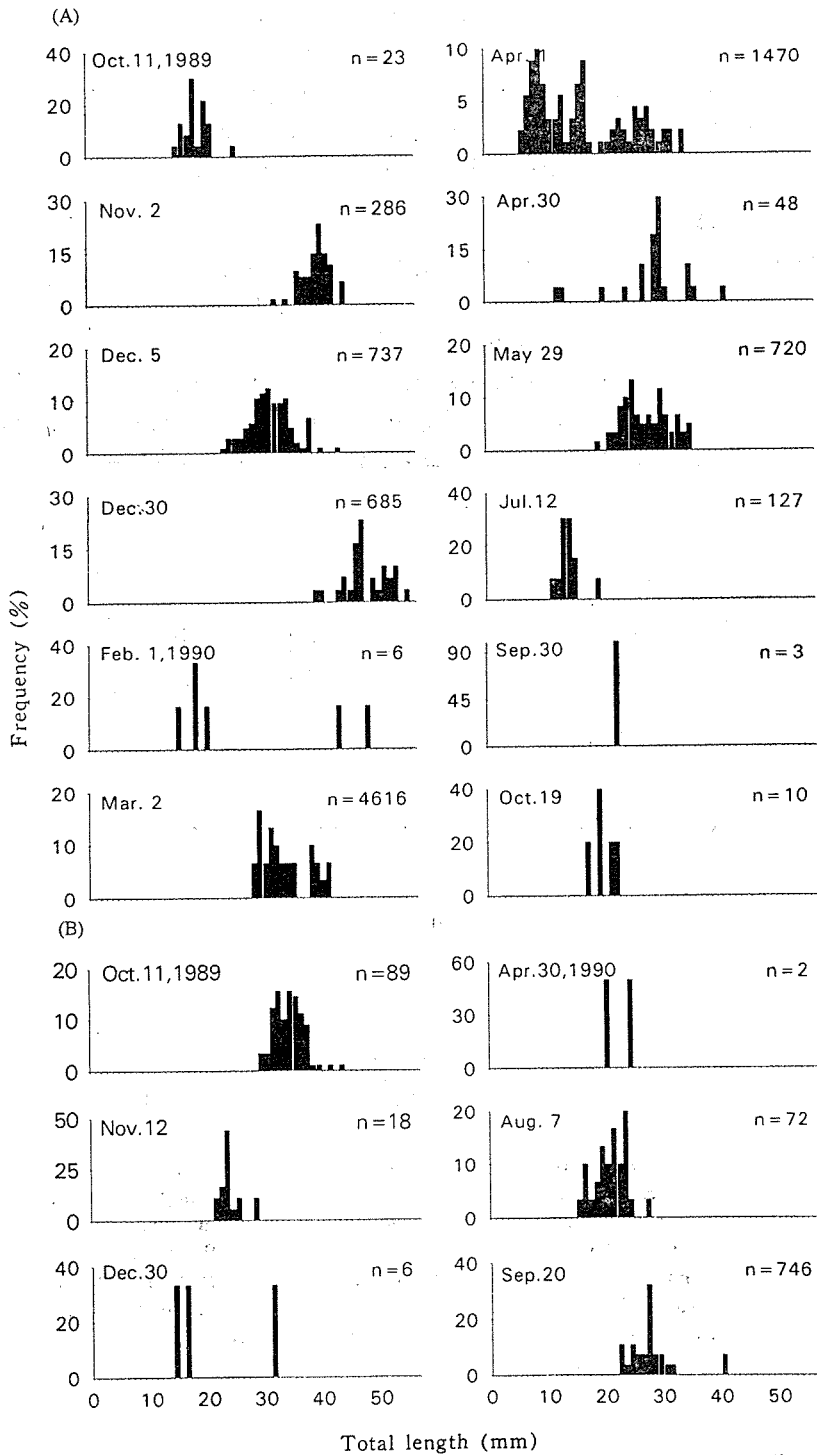 (A)
40 Oct.11,1989 n=23
20
0
10 Apr. 1 n=1470
5
0
30 Nov. 2 n=286
15
0
30 Apr.30 n=48
15
0
20 Dec. 5 n=737
10
0
20 May 29 n=720
10
0
30 Dec.30 n=685
15
0
40 Jul.12 n=127
20
0
40 Feb. 1,1990 n=6
20
0
90 Sep.30 n=3
45
0
20 Mar. 2 n=4616
10
0
40 Oct.19 n=10
20
0
Frequency (%)
(B)
20 Oct.11,1989 n=89
10
0
60 Apr.30,1990 n=2
30
0
50 Nov.12 n=18
25
0
20 Aug. 7 n=72
10
0
40 Dec.30 n=6
20
0
40 Sep.20 n=746
20
0
0 10 20 30 40 50 0 10 20 30 40 50
Total length (mm)